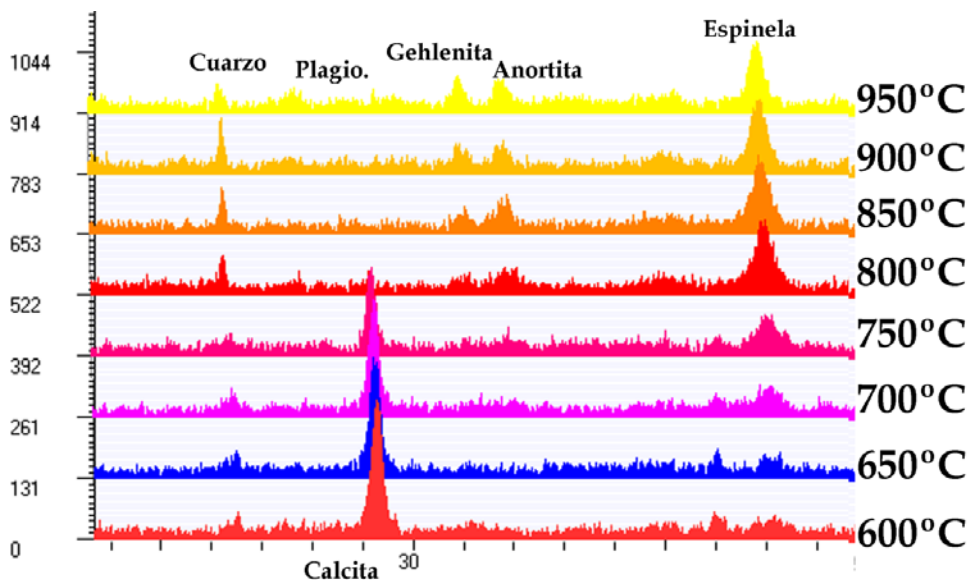 Espinela
Gehlenita
Cuarzo
Plagio.
Anortita
1044
950ºC
914
900ºC
783
850ºC
653
800ºC
522
750ºC
392
700ºC
261
650ºC
131
600ºC
0
30
Calcita